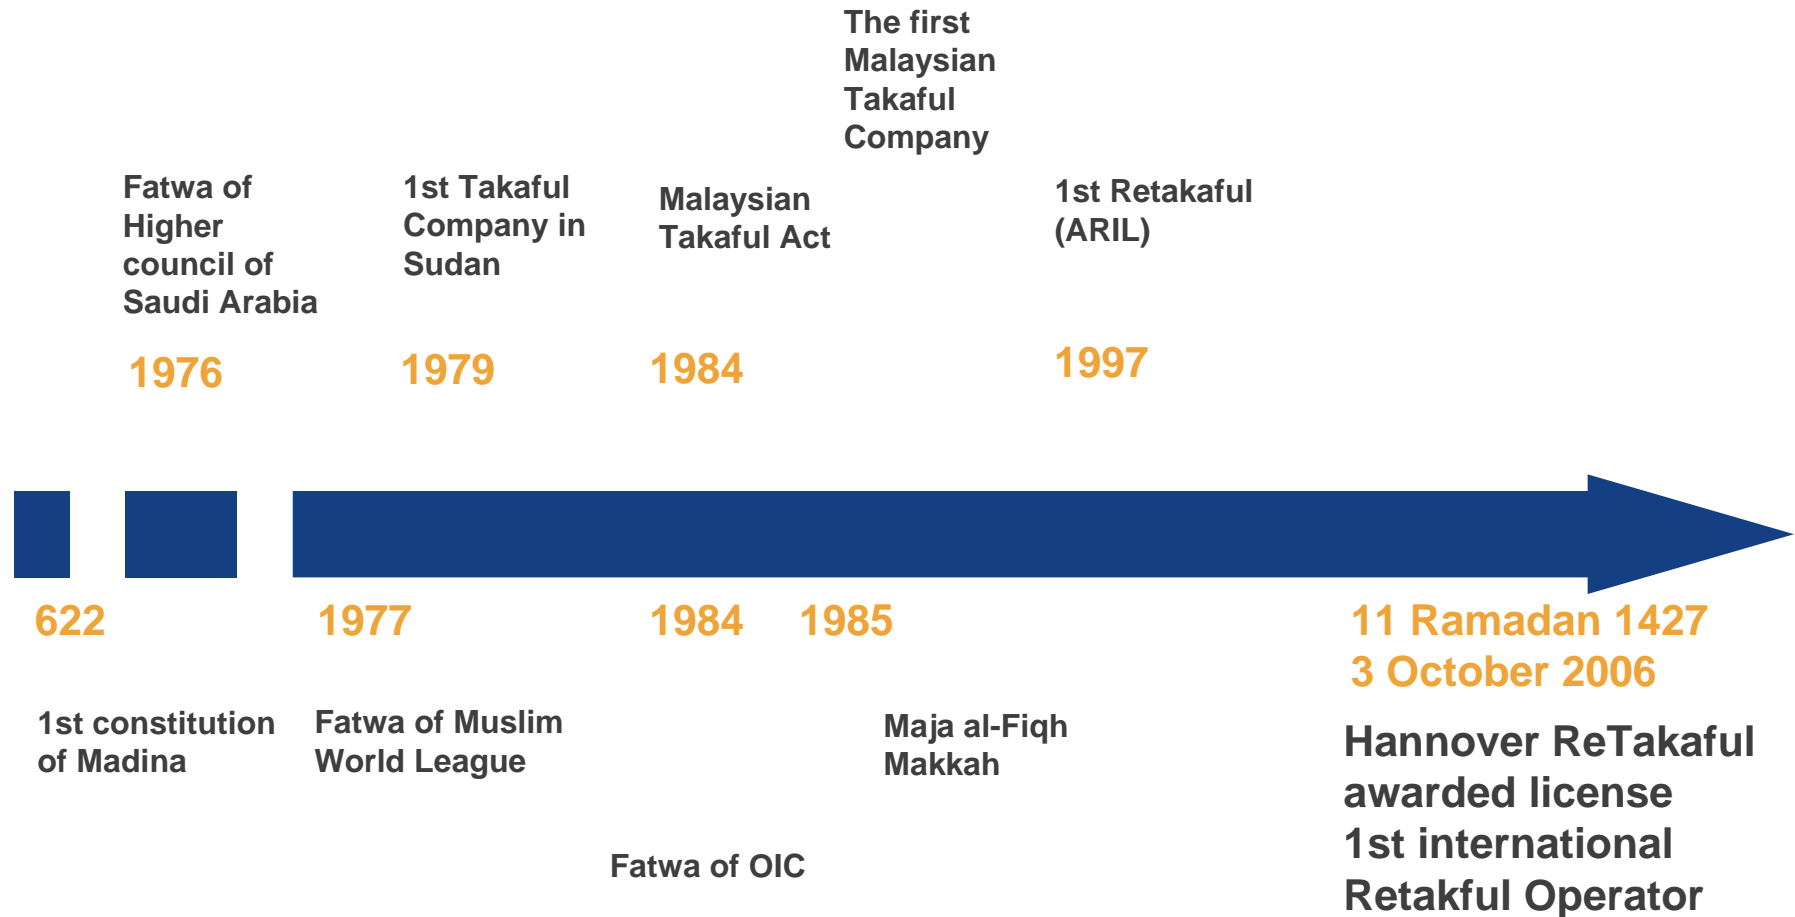 The first
Malaysian
Takaful
Company
Fatwa of
Higher
council of
Saudi Arabia
1976
1st Takaful
Company in
Sudan
1979
Malaysian
Takaful Act
1984
1st Retakaful
(ARIL)
1997
622
1st constitution
of Madina
1977
Fatwa of Muslim
World League
1984
Fatwa of OIC
1985
Maja al-Fiqh
Makkah
11 Ramadan 1427
3 October 2006
Hannover ReTakaful
awarded license
1st international
Retakful Operator